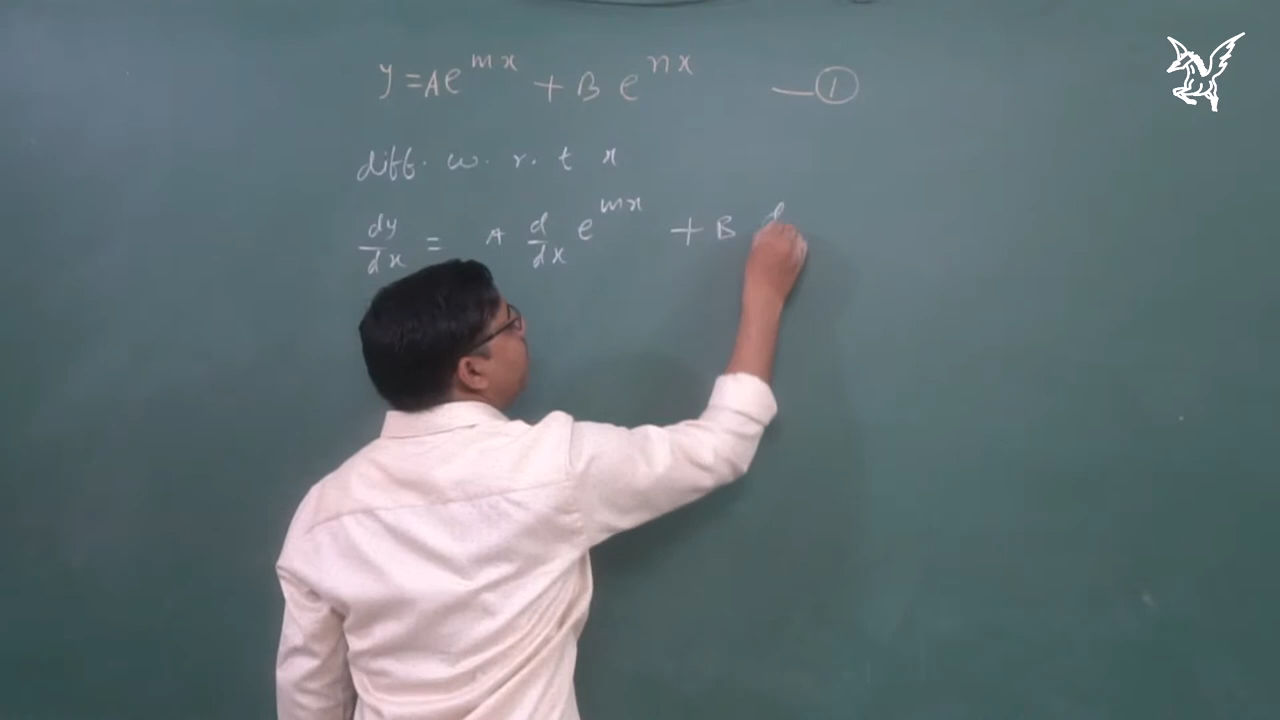 y = Ae^{mx} + B e^{nx} — ①
diff. w. r. t x
dy/dx = A d/dx e^{mx} + B d